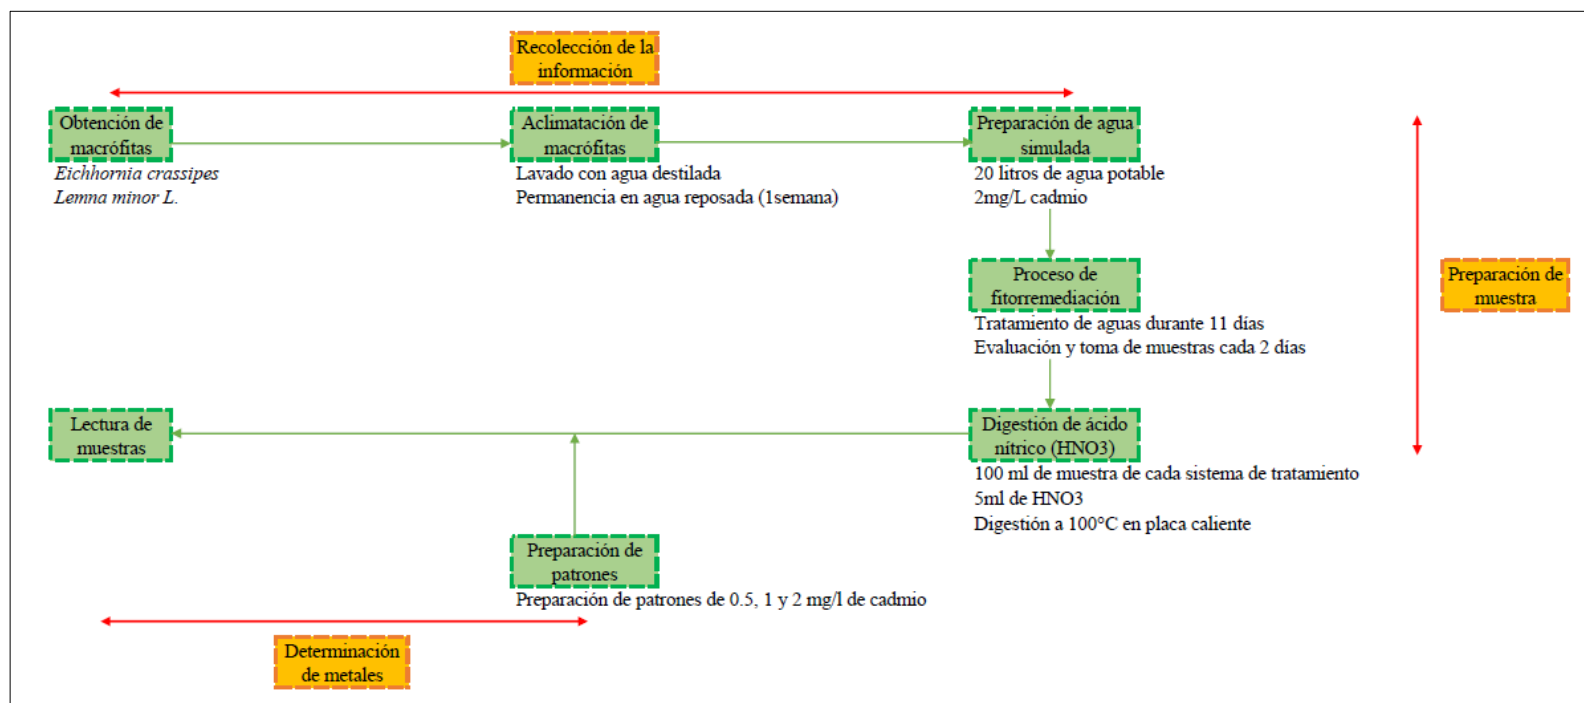 Recolección de la
información
Obtención de
macrófitas
Eichhornia crassipes
Lemna minor L.
Aclimatación de
macrófitas
Lavado con agua destilada
Permanencia en agua reposada (1semana)
Preparación de agua
simulada
20 litros de agua potable
2mg/L cadmio
Proceso de
fitorremediación
Tratamiento de aguas durante 11 días
Evaluación y toma de muestras cada 2 días
Preparación de
muestra
Lectura de
muestras
Digestión de ácido
nítrico (HNO3)
100 ml de muestra de cada sistema de tratamiento
5ml de HNO3
Digestión a 100°C en placa caliente
Preparación de
patrones
Preparación de patrones de 0.5, 1 y 2 mg/l de cadmio
Determinación
de metales